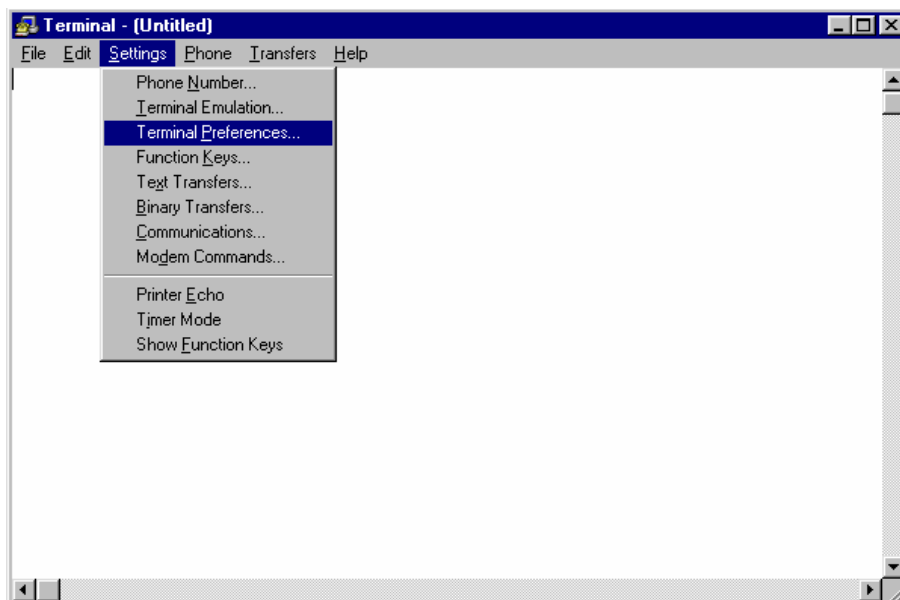 Terminal - (Untitled)
File Edit Settings Phone Transfers Help
Phone Number...
Terminal Emulation...
Terminal Preferences...
Function Keys...
Text Transfers...
Binary Transfers...
Communications...
Modem Commands...
Printer Echo
Timer Mode
Show Function Keys